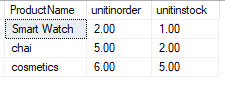 ProductName unitinorder unitinstock
Smart Watch 2.00 1.00
chai 5.00 2.00
cosmetics 6.00 5.00